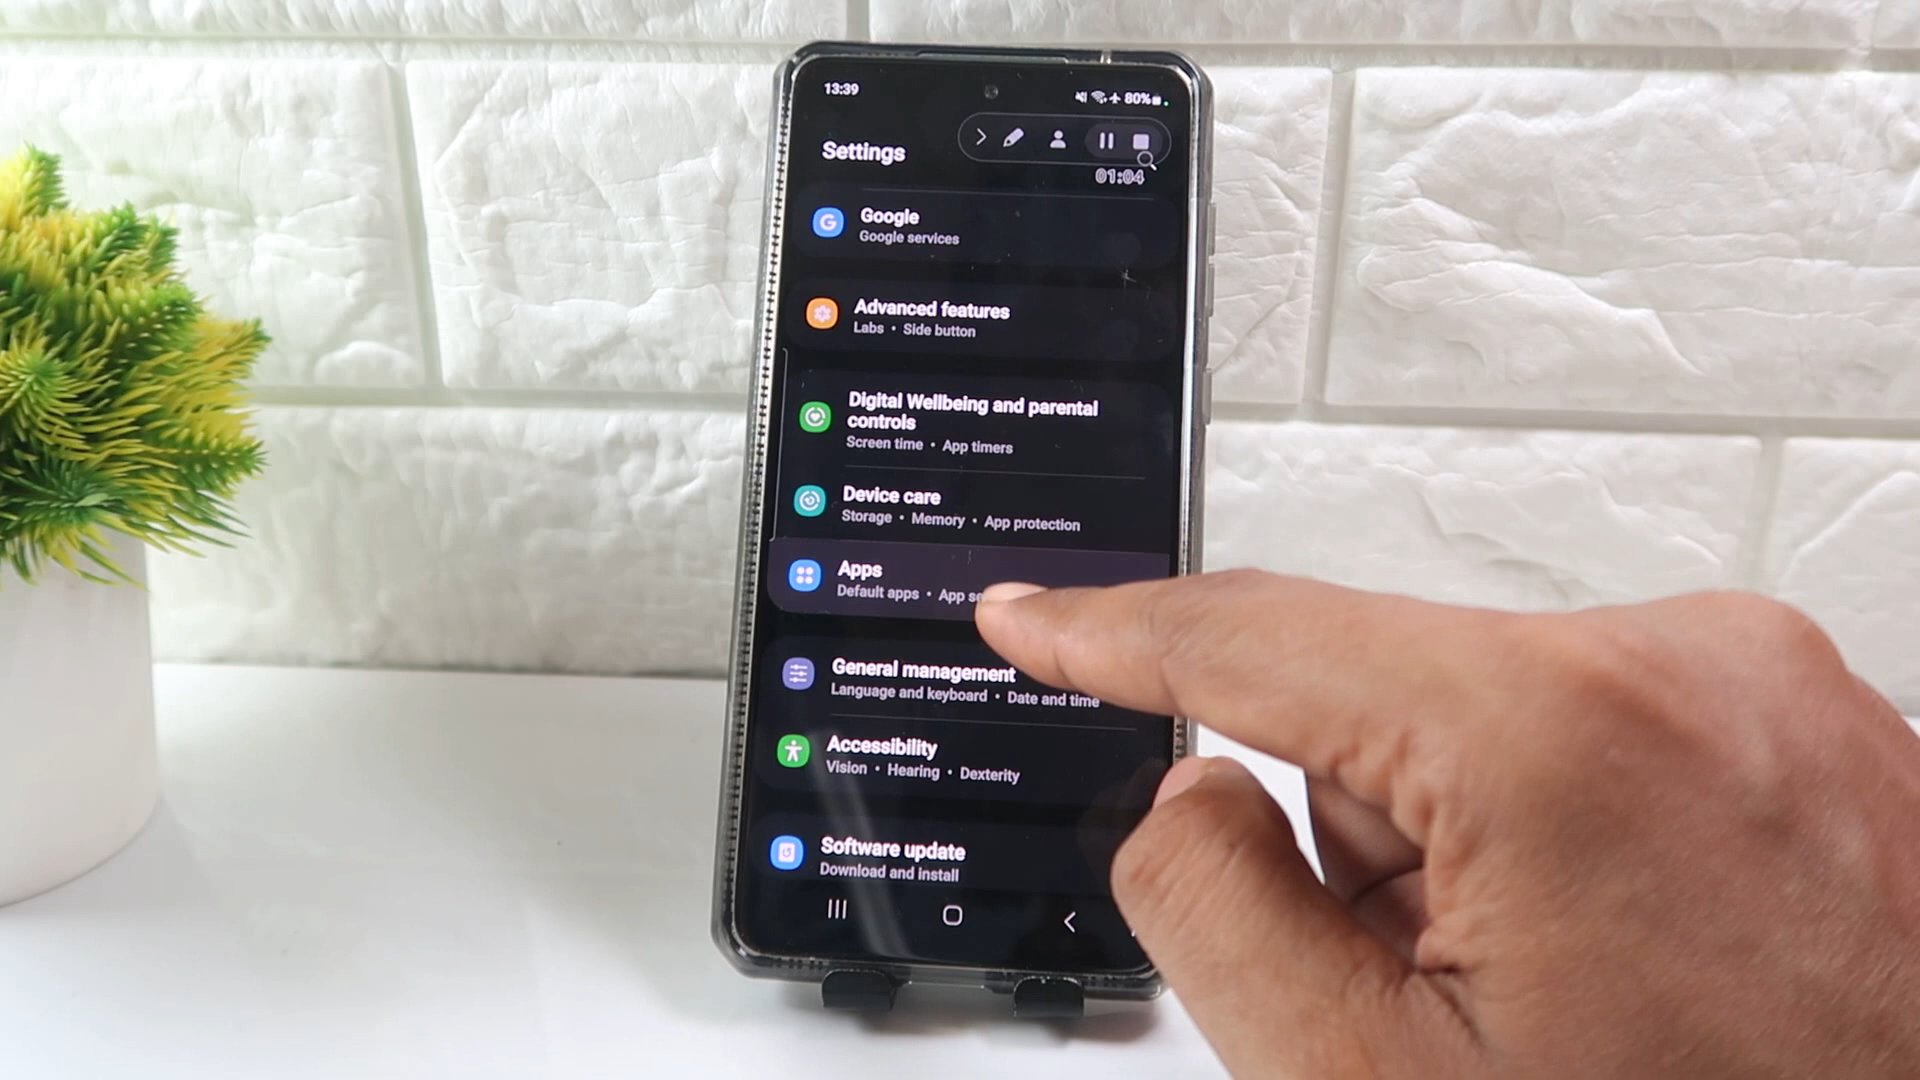 13:39
80%
Settings
01:04
Google
Google services
Advanced features
Labs • Side button
Digital Wellbeing and parental
controls
Screen time • App timers
Device care
Storage • Memory • App protection
Apps
Default apps • App se
General management
Language and keyboard • Date and time
Accessibility
Vision • Hearing • Dexterity
Software update
Download and install